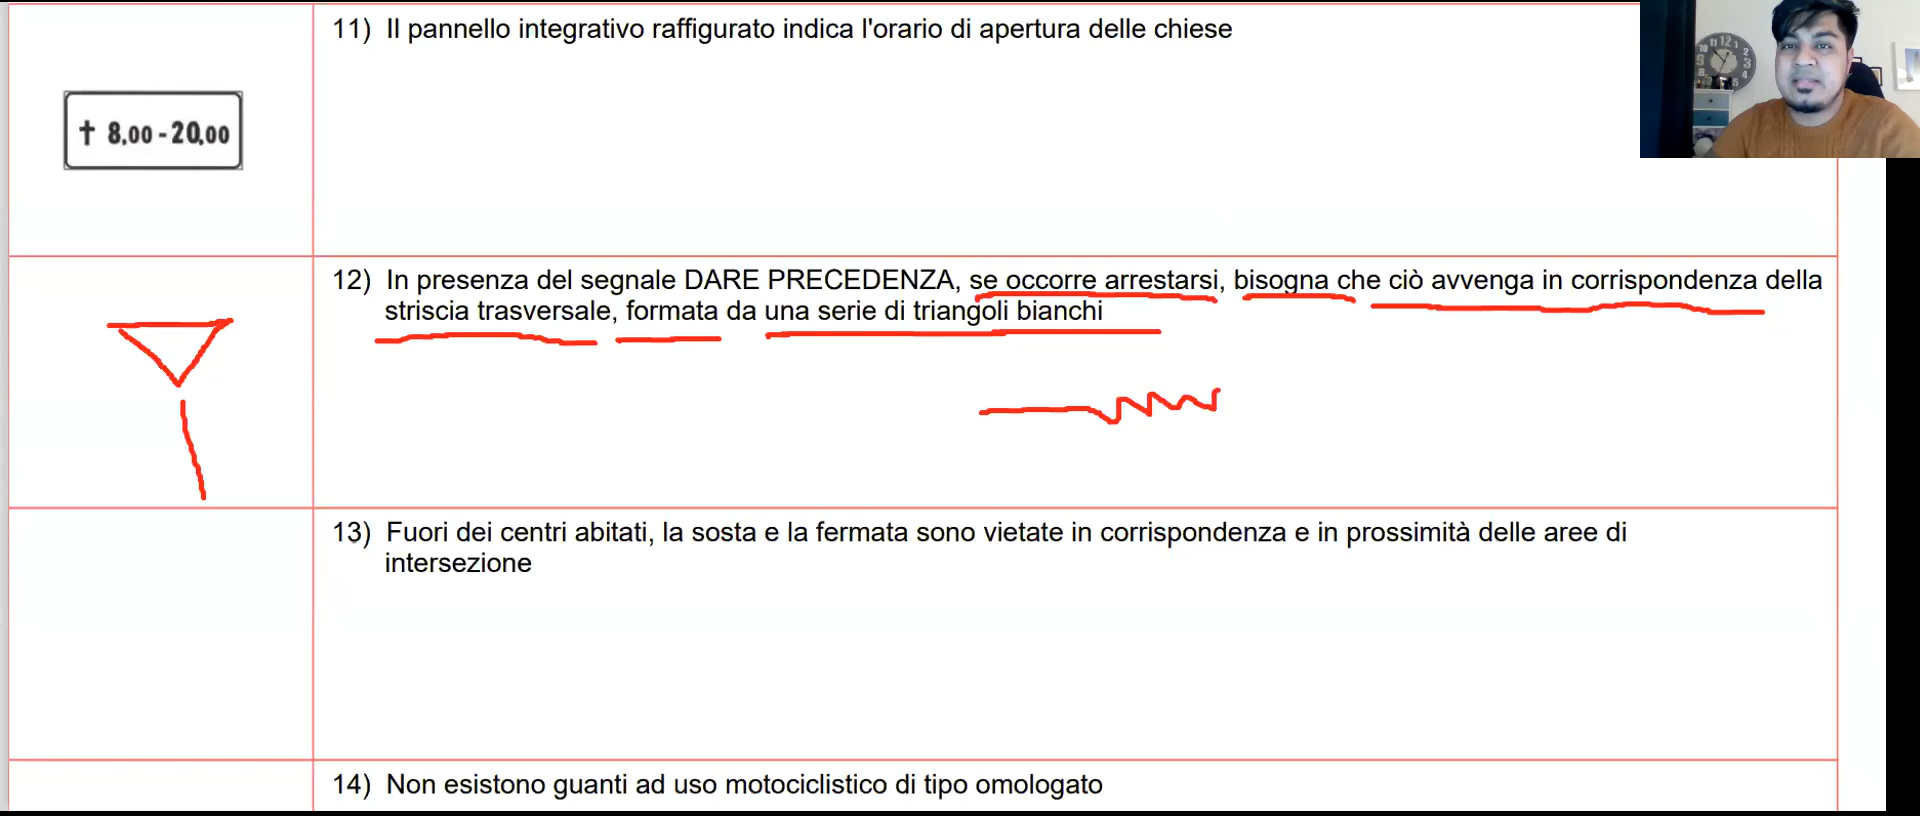 11) Il pannello integrativo raffigurato indica l'orario di apertura delle chiese
† 8,00 - 20,00
12) In presenza del segnale DARE PRECEDENZA, se occorre arrestarsi, bisogna che ciò avvenga in corrispondenza della
striscia trasversale, formata da una serie di triangoli bianchi
13) Fuori dei centri abitati, la sosta e la fermata sono vietate in corrispondenza e in prossimità delle aree di
intersezione
14) Non esistono guanti ad uso motociclistico di tipo omologato